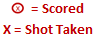 ⓧ = Scored
X = Shot Taken